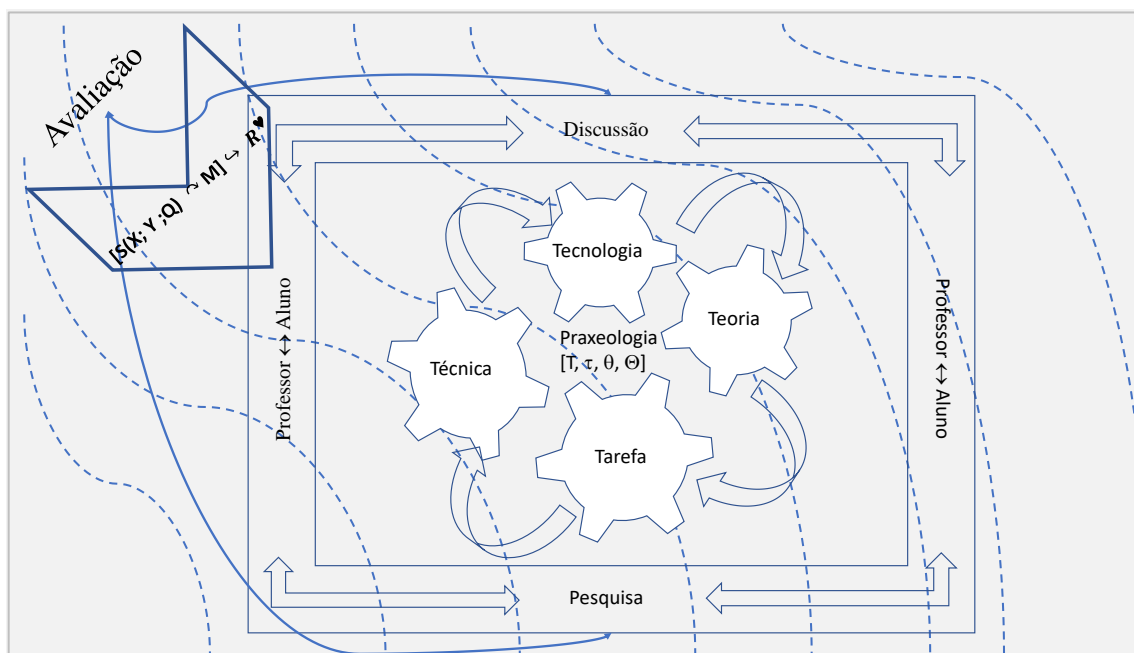 Avaliação
[S(X; Y ;Q) ↷ M] ↪ R♥
Discussão
Professor ↔ Aluno
Tecnologia
Teoria
Praxeologia
[T, τ, θ, Θ]
Técnica
Tarefa
Professor ↔ Aluno
Pesquisa